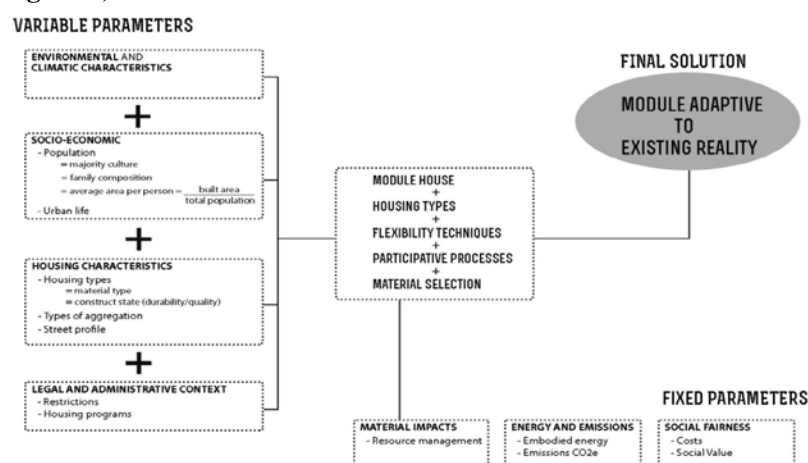 VARIABLE PARAMETERS
ENVIRONMENTAL AND
CLIMATIC CHARACTERISTICS
+
SOCIO-ECONOMIC
- Population
= majority culture
= family composition
= average area per person = built area
total population
- Urban life
+
HOUSING CHARACTERISTICS
- Housing types
= material type
= construct state (durability/quality)
- Types of aggregation
- Street profile
+
LEGAL AND ADMINISTRATIVE CONTEXT
- Restrictions
- Housing programs
MODULE HOUSE
+
HOUSING TYPES
+
FLEXIBILITY TECHNIQUES
+
PARTICIPATIVE PROCESSES
+
MATERIAL SELECTION
FINAL SOLUTION
MODULE ADAPTIVE
TO
EXISTING REALITY
FIXED PARAMETERS
MATERIAL IMPACTS
- Resource management
ENERGY AND EMISSIONS
- Embodied energy
- Emissions CO2e
SOCIAL FAIRNESS
- Costs
- Social Value